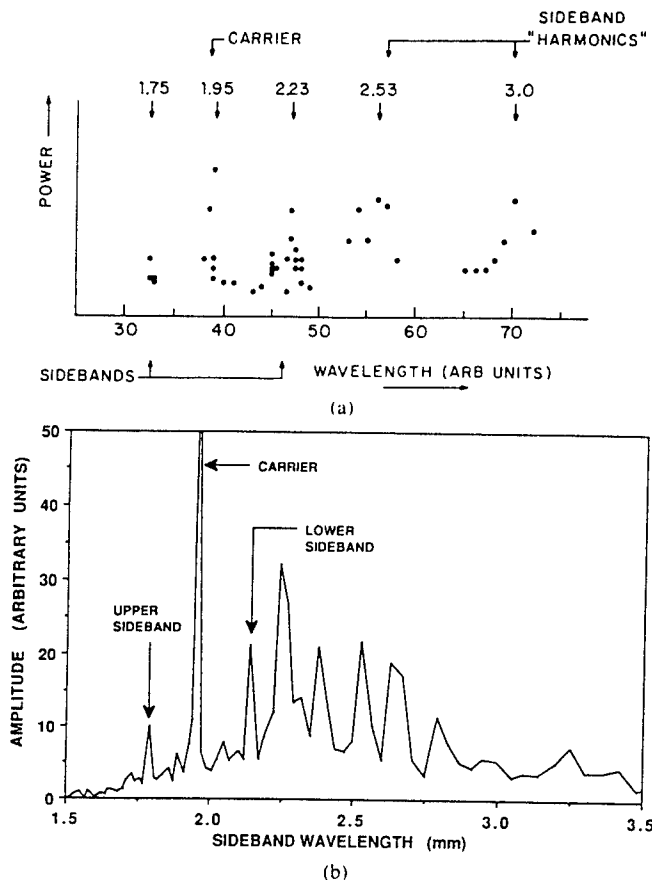 SIDEBAND
CARRIER "HARMONICS"
1.75 1.95 2.23 2.53 3.0
POWER
30 40 50 60 70
SIDEBANDS WAVELENGTH (ARB UNITS)
(a)
50
40
30
20
10
0
AMPLITUDE (ARBITRARY UNITS)
CARRIER
LOWER
SIDEBAND
UPPER
SIDEBAND
1.5 2.0 2.5 3.0 3.5
SIDEBAND WAVELENGTH (mm)
(b)